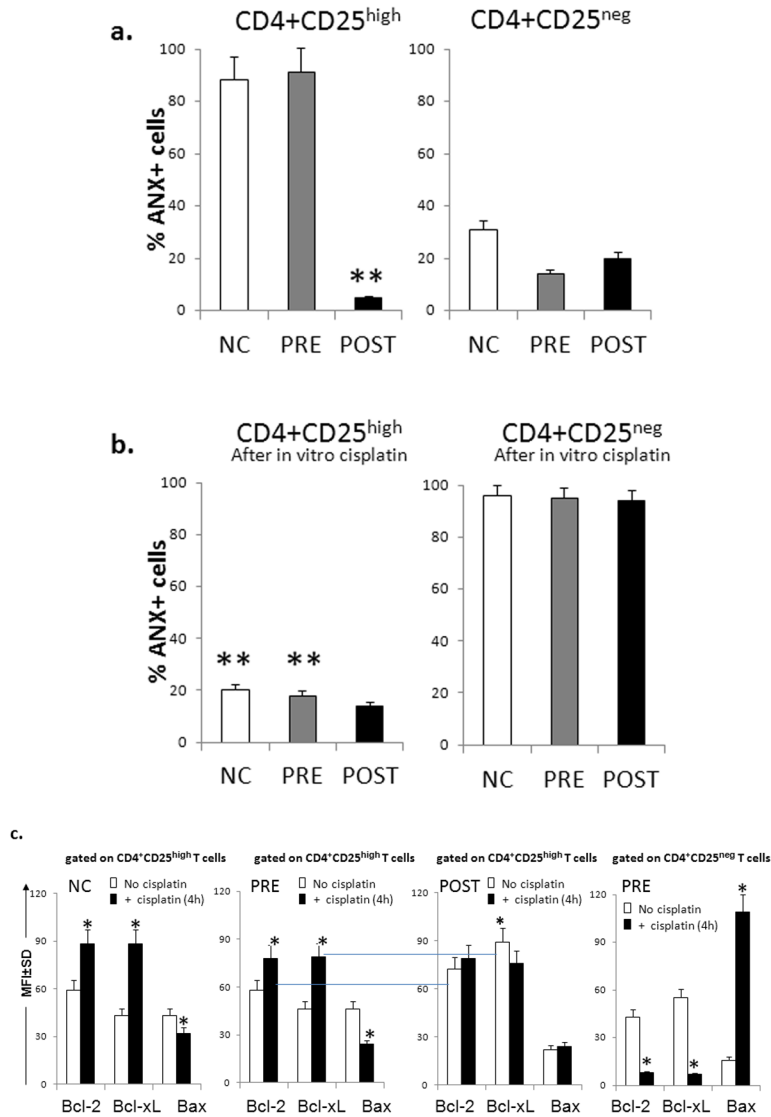 a.
CD4+CD25high
CD4+CD25neg
% ANX+ cells
100
80
60
40
20
0
**
NC PRE POST
100
80
60
40
20
0
NC PRE POST
b.
CD4+CD25high
After in vitro cisplatin
CD4+CD25neg
After in vitro cisplatin
% ANX+ cells
100
80
60
40
20
0
** **
NC PRE POST
100
80
60
40
20
0
NC PRE POST
c.
gated on CD4+CD25high T cells
NC
No cisplatin
+ cisplatin (4h)
MFI±SD
120
90
60
30
0
* * *
Bcl-2 Bcl-xL Bax
gated on CD4+CD25high T cells
PRE
No cisplatin
+ cisplatin (4h)
120
90
60
30
0
* * *
Bcl-2 Bcl-xL Bax
gated on CD4+CD25high T cells
POST
No cisplatin
+ cisplatin (4h)
120
90
60
30
0
*
Bcl-2 Bcl-xL Bax
gated on CD4+CD25neg T cells
PRE
No cisplatin
+ cisplatin (4h)
120
90
60
30
0
* * *
Bcl-2 Bcl-xL Bax